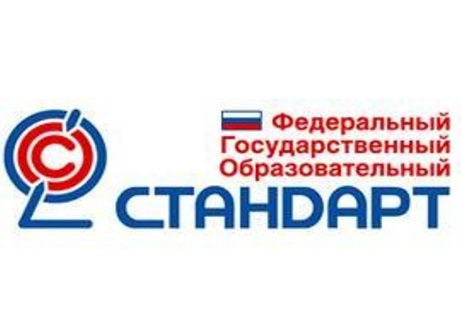 Федеральный
Государственный
Образовательный
СТАНДАРТ